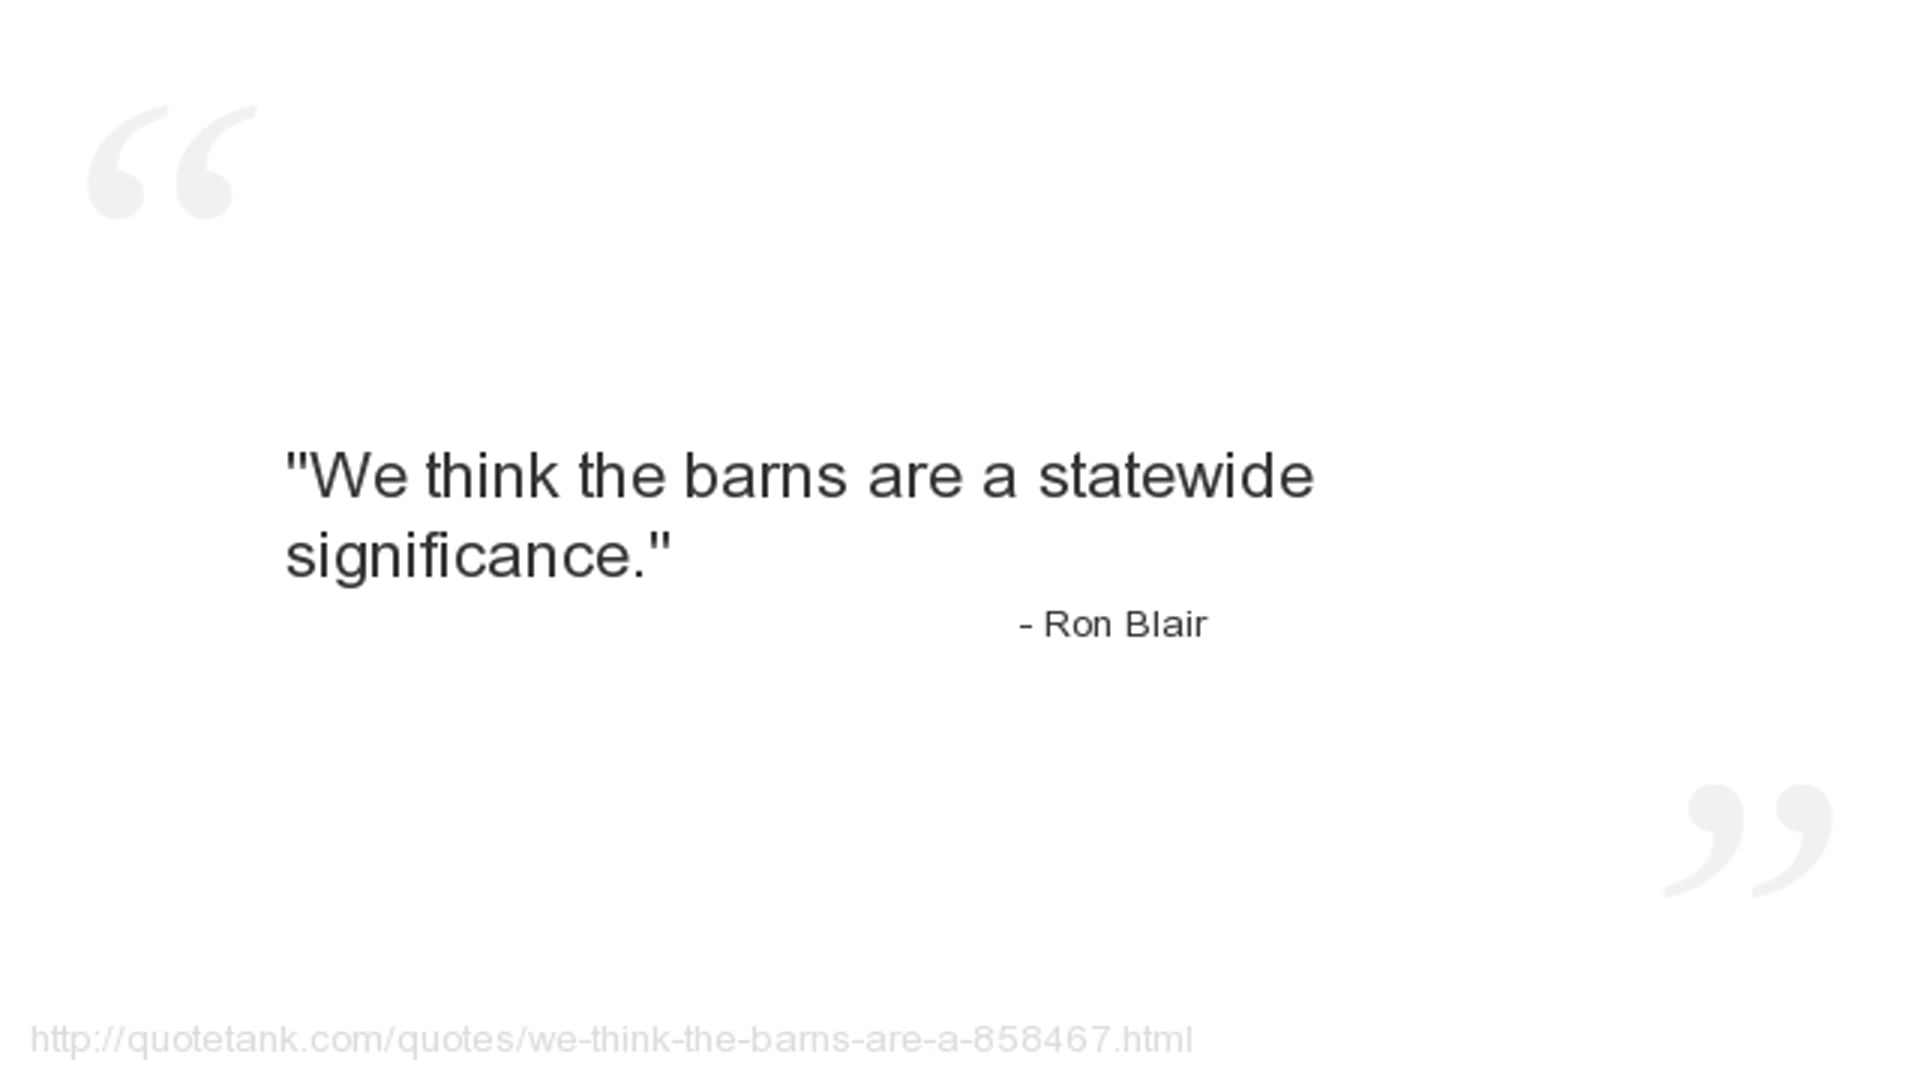 "We think the barns are a statewide
significance."
- Ron Blair
http://quotetank.com/quotes/we-think-the-barns-are-a-858467.html